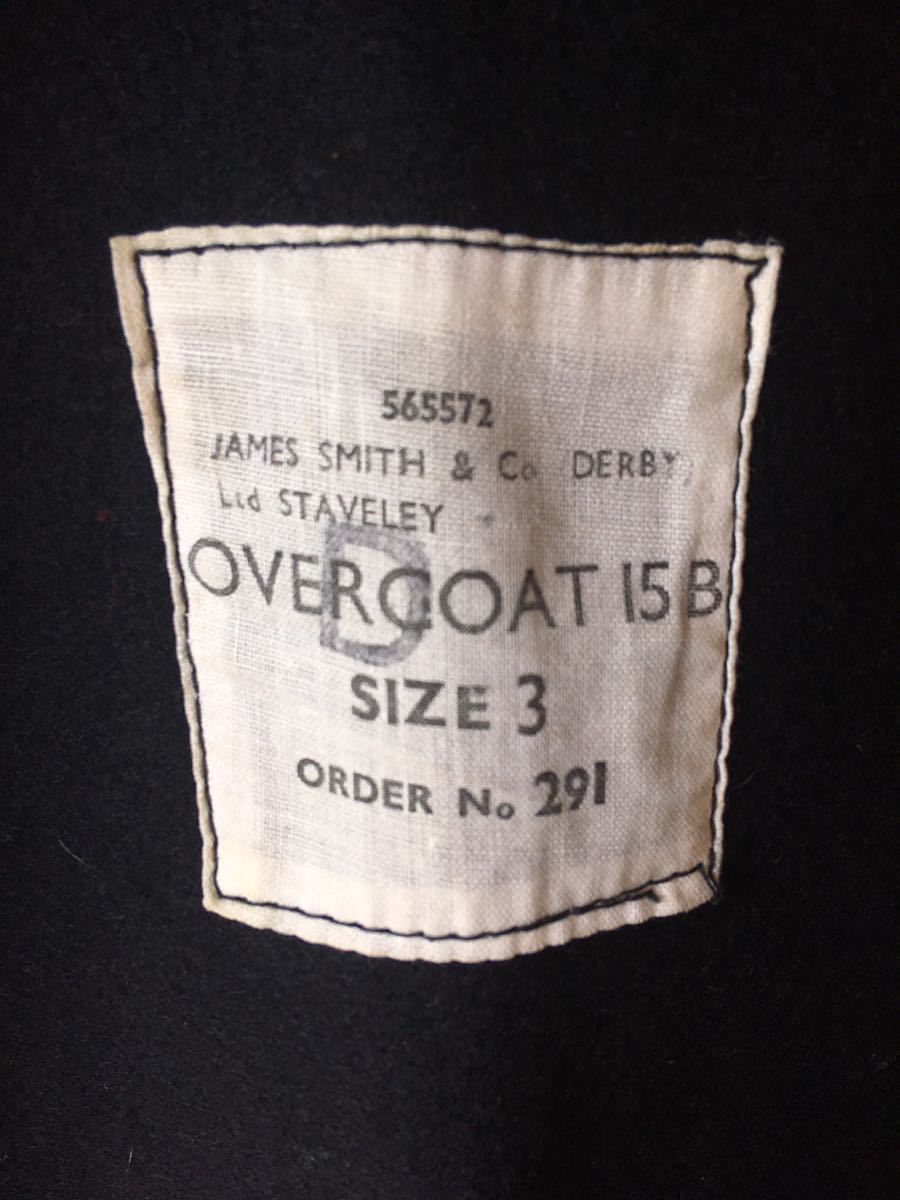 565572
JAMES SMITH & Co DERBY,
Ltd STAVELEY
OVERCOAT 15 B
D
SIZE 3
ORDER No 291